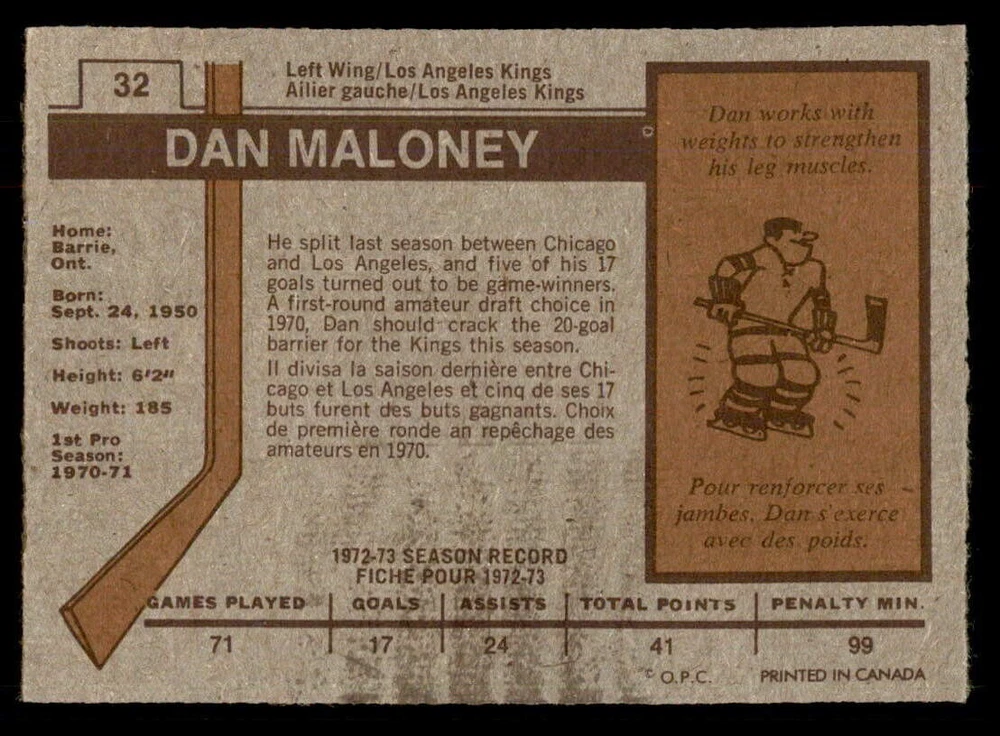 32
Left Wing/Los Angeles Kings
Ailier gauche/Los Angeles Kings
DAN MALONEY
Home:
Barrie,
Ont.
Born:
Sept. 24, 1950
Shoots: Left
Height: 6'2"
Weight: 185
1st Pro
Season:
1970-71
He split last season between Chicago
and Los Angeles, and five of his 17
goals turned out to be game-winners.
A first-round amateur draft choice in
1970, Dan should crack the 20-goal
barrier for the Kings this season.
Il divisa la saison dernière entre Chi-
cago et Los Angeles et cinq de ses 17
buts furent des buts gagnants. Choix
de première ronde an repêchage des
amateurs en 1970.
Dan works with
weights to strengthen
his leg muscles.
Pour renforcer ses
jambes, Dan s'exerce
avec des poids.
1972-73 SEASON RECORD
FICHE POUR 1972-73
GAMES PLAYED GOALS ASSISTS TOTAL POINTS PENALTY MIN.
71 17 24 41 99
© O.P.C. PRINTED IN CANADA